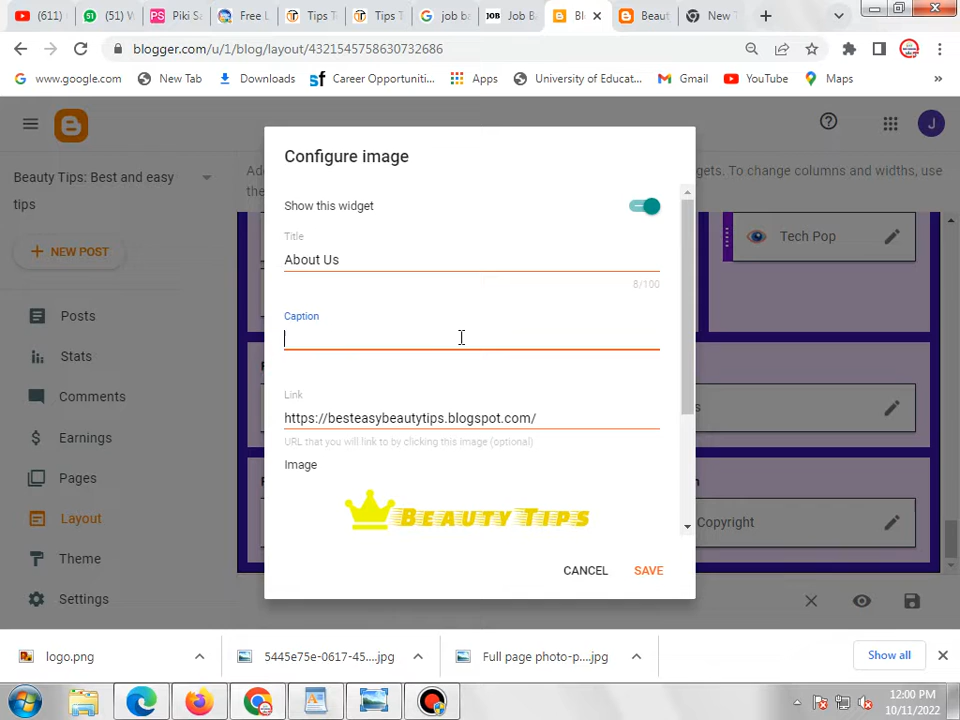 (611)
(51) W
Piki Sa
Free L
Tips T
Tips T
job ba
JOB
Job B
Bl
Beaut
New T
blogger.com/u/1/blog/layout/4321545758630732686
www.google.com
New Tab
Downloads
Career Opportuniti...
Apps
University of Educat...
Gmail
YouTube
Maps
»
J
Beauty Tips: Best and easy
tips
NEW POST
Posts
Stats
Comments
Earnings
Pages
Layout
Theme
Settings
gets. To change columns and widths, use
the
Tech Pop
Copyright
Configure image
Show this widget
Title
About Us
8/100
Caption
Link
https://besteasybeautytips.blogspot.com/
URL that you will link to by clicking this image (optional)
Image
Beauty Tips
CANCEL
SAVE
logo.png
5445e75e-0617-45....jpg
Full page photo-p....jpg
Show all
12:00 PM
10/11/2022